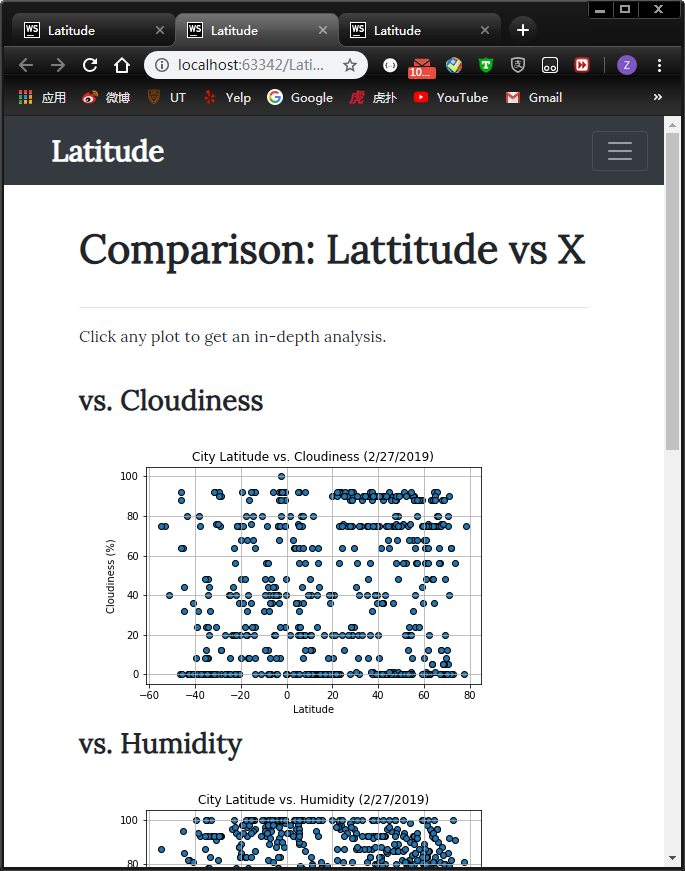 Latitude
Latitude
Latitude
localhost:63342/Lati...
10...
Z
应用 微博 UT Yelp Google 虎扑 YouTube Gmail »
Latitude
Comparison: Lattitude vs X
Click any plot to get an in-depth analysis.
vs. Cloudiness
City Latitude vs. Cloudiness (2/27/2019)
100
80
60
40
20
0
Cloudiness (%)
−60 −40 −20 0 20 40 60 80
Latitude
vs. Humidity
City Latitude vs. Humidity (2/27/2019)
100
80